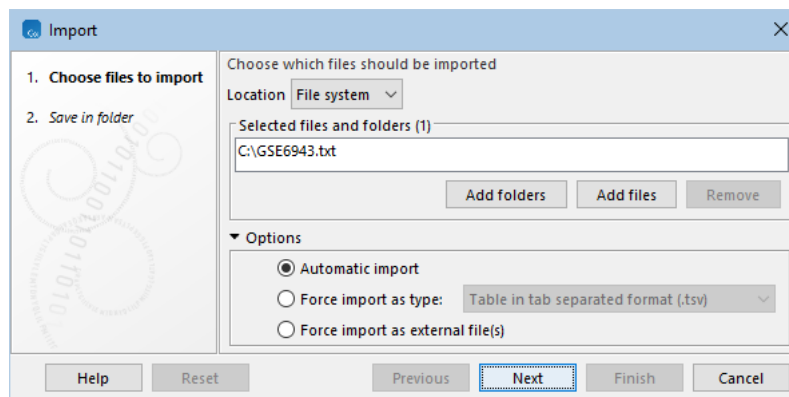 Import
1. Choose files to import
2. Save in folder
Choose which files should be imported
Location File system
Selected files and folders (1)
C:\GSE6943.txt
Add folders Add files Remove
Options
Automatic import
Force import as type: Table in tab separated format (.tsv)
Force import as external file(s)
Help Reset Previous Next Finish Cancel